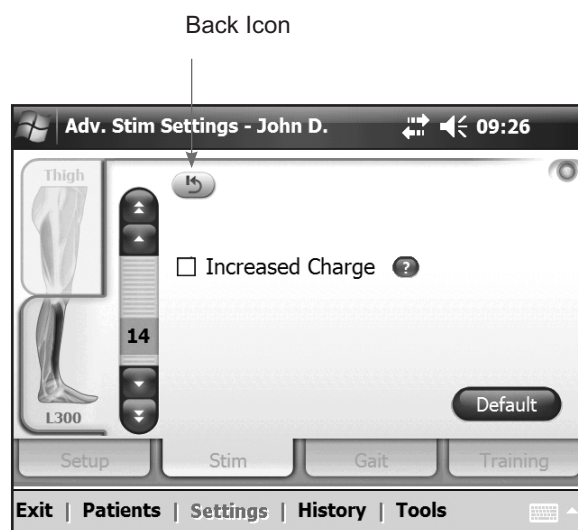 Back Icon
Adv. Stim Settings - John D. 09:26
Thigh
Increased Charge ?
14
L300
Default
Setup Stim Gait Training
Exit | Patients | Settings | History | Tools